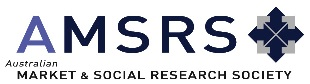 AMSRS
Australian
MARKET & SOCIAL RESEARCH SOCIETY